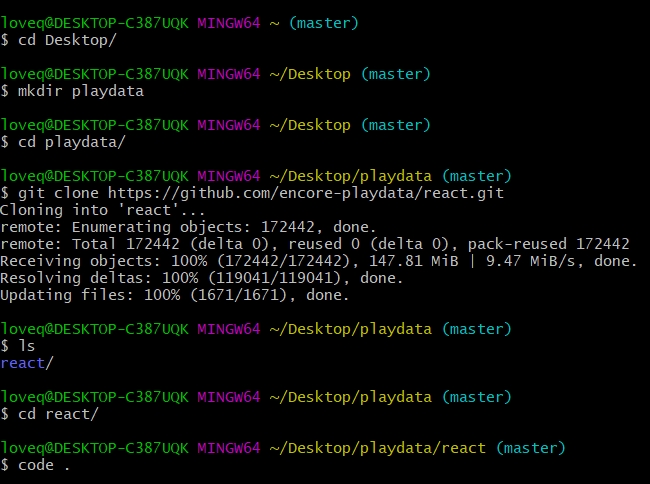 loveq@DESKTOP-C387UQK MINGW64 ~ (master)
$ cd Desktop/
loveq@DESKTOP-C387UQK MINGW64 ~/Desktop (master)
$ mkdir playdata
loveq@DESKTOP-C387UQK MINGW64 ~/Desktop (master)
$ cd playdata/
loveq@DESKTOP-C387UQK MINGW64 ~/Desktop/playdata (master)
$ git clone https://github.com/encore-playdata/react.git
Cloning into 'react'...
remote: Enumerating objects: 172442, done.
remote: Total 172442 (delta 0), reused 0 (delta 0), pack-reused 172442
Receiving objects: 100% (172442/172442), 147.81 MiB | 9.47 MiB/s, done.
Resolving deltas: 100% (119041/119041), done.
Updating files: 100% (1671/1671), done.
loveq@DESKTOP-C387UQK MINGW64 ~/Desktop/playdata (master)
$ ls
react/
loveq@DESKTOP-C387UQK MINGW64 ~/Desktop/playdata (master)
$ cd react/
loveq@DESKTOP-C387UQK MINGW64 ~/Desktop/playdata/react (master)
$ code .